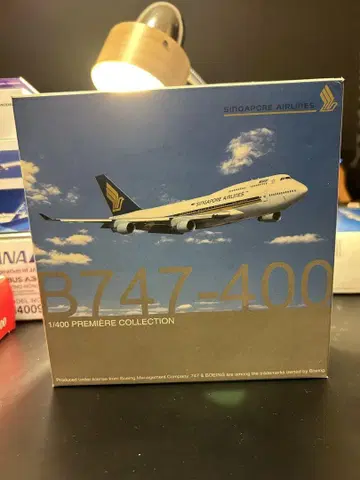 SINGAPORE AIRLINES
SINGAPORE AIRLINES
B747-400
1/400 PREMIERE COLLECTION
Produced under license from Boeing Management Company. 747 & BOEING are among the trademarks owned by Boeing
ANA